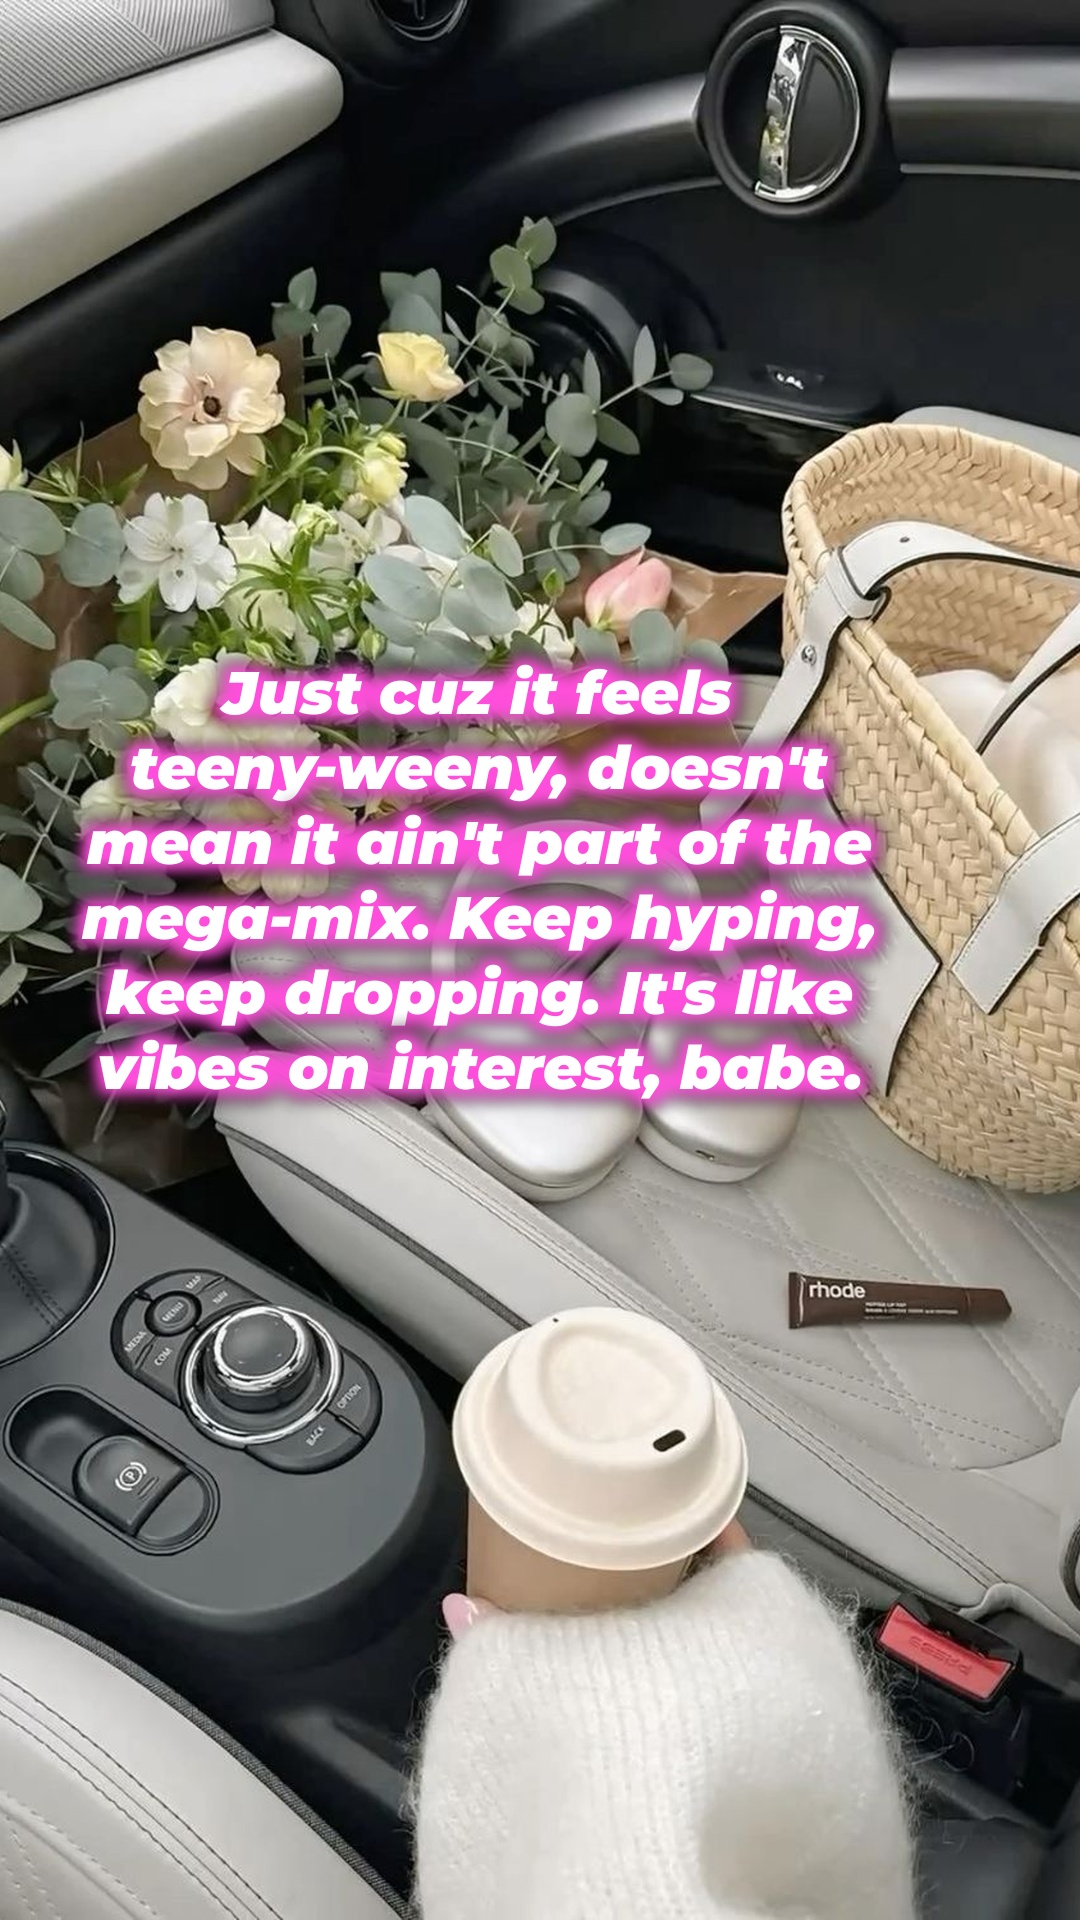 Just cuz it feels
teeny-weeny, doesn't
mean it ain't part of the
mega-mix. Keep hyping,
keep dropping. It's like
vibes on interest, babe.
MAP
MENU
NAV
MEDIA
COM
OPTION
BACK
P
rhode
PRESS